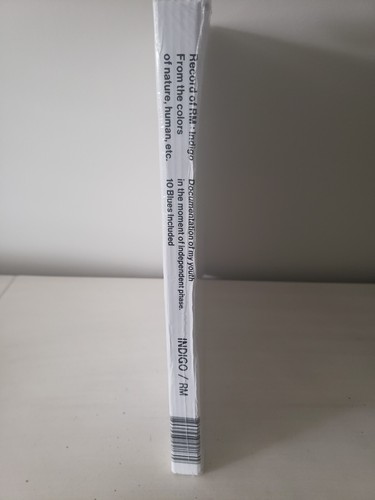 Record of RM : Indigo
From the colors
of nature, human, etc.
Documentation of my youth
in the moment of independent phase.
10 Blues Included
INDIGO / RM